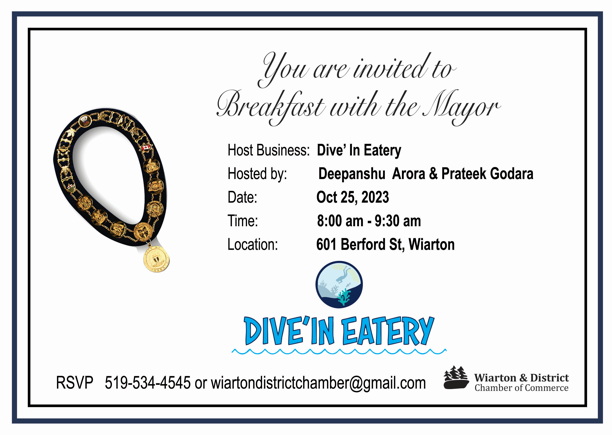 You are invited to
Breakfast with the Mayor
Host Business: Dive' In Eatery
Hosted by: Deepanshu Arora & Prateek Godara
Date: Oct 25, 2023
Time: 8:00 am - 9:30 am
Location: 601 Berford St, Wiarton
DIVE'IN EATERY
RSVP 519-534-4545 or wiartondistrictchamber@gmail.com
Wiarton & District
Chamber of Commerce